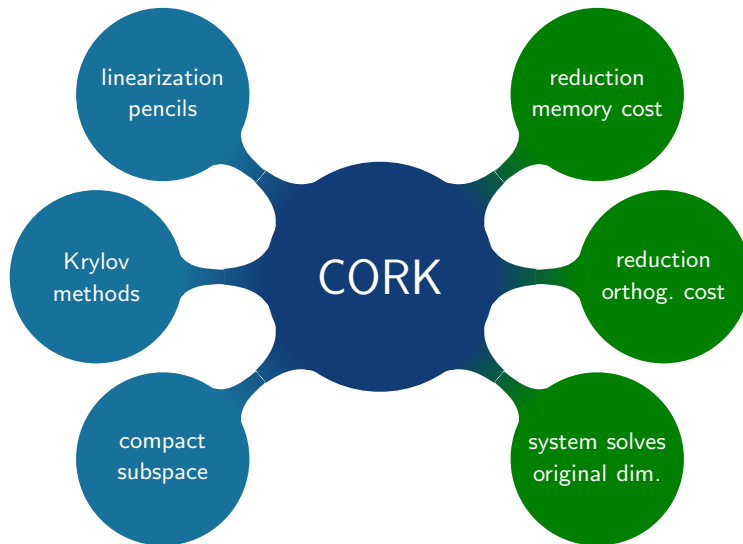 linearization
pencils
Krylov
methods
compact
subspace
CORK
reduction
memory cost
reduction
orthog. cost
system solves
original dim.